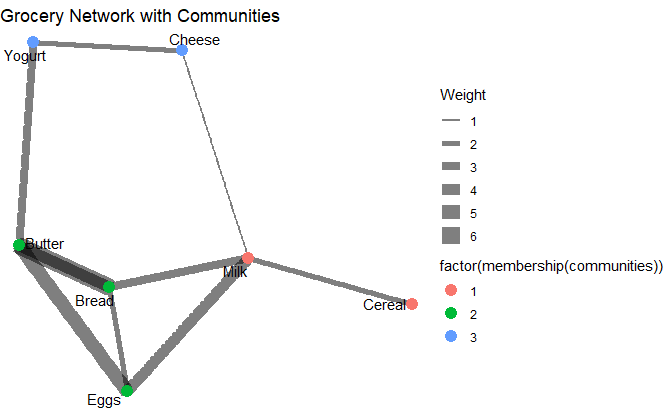 Grocery Network with Communities
Cheese
Yogurt
Butter
Milk
Bread
Cereal
Eggs
Weight
1
2
3
4
5
6
factor(membership(communities))
1
2
3